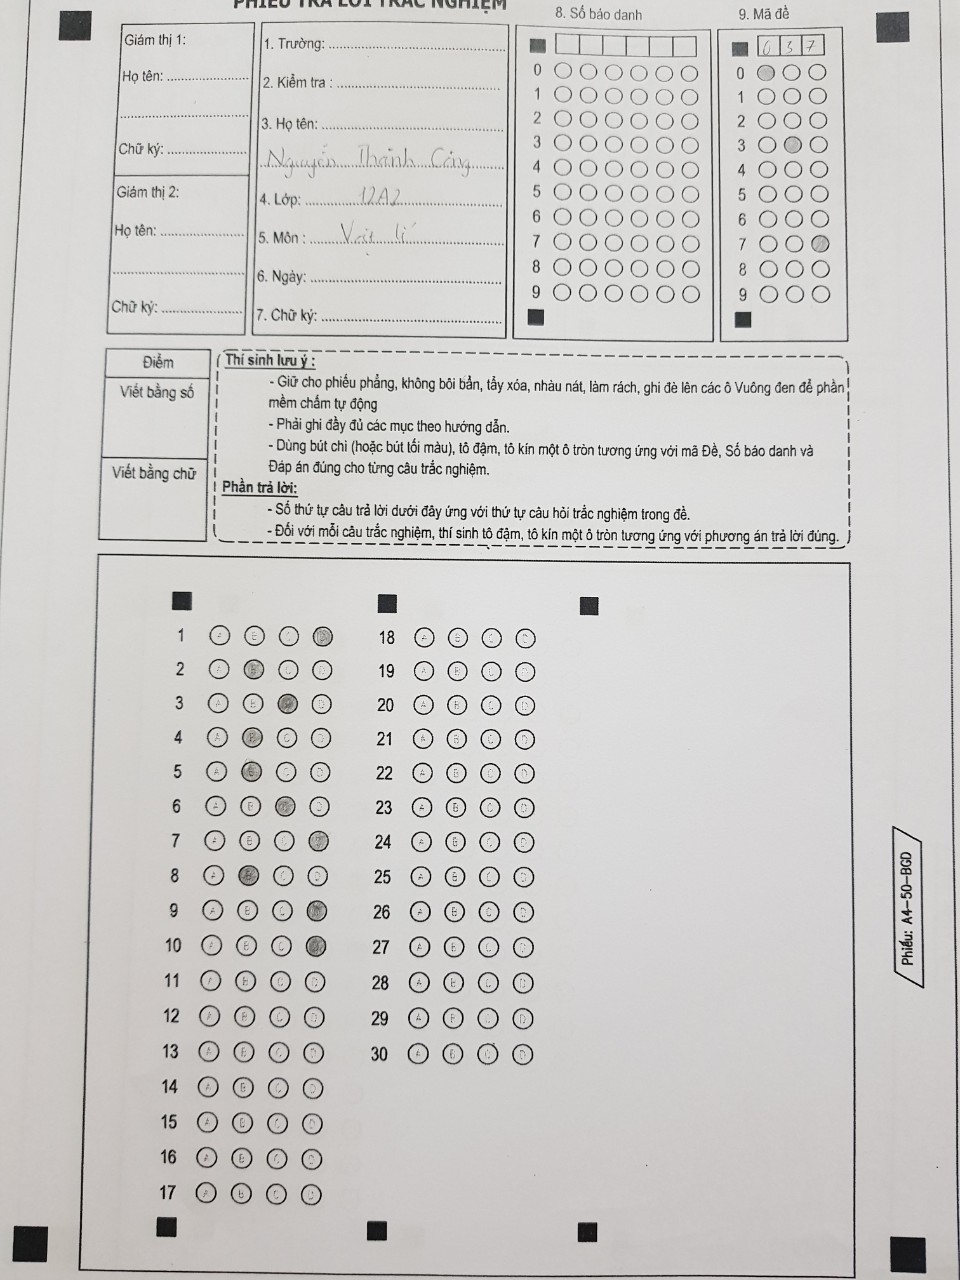 PHIẾU TRẢ LỜI TRẮC NGHIỆM
Giám thị 1:
Họ tên: ........................
....................................
Chữ ký: ........................
Giám thị 2:
Họ tên: ........................
....................................
Chữ ký: ........................
1. Trường: ........................
2. Kiểm tra : ........................
3. Họ tên: ........................
Nguyễn Thành Công
4. Lớp: 12A2
5. Môn : Vật lí
6. Ngày: ........................
7. Chữ ký: ........................
8. Số báo danh
0
1
2
3
4
5
6
7
8
9
9. Mã đề
0 3 7
0
1
2
3
4
5
6
7
8
9
Điểm
Viết bằng số
Viết bằng chữ
Thí sinh lưu ý :
- Giữ cho phiếu phẳng, không bôi bẩn, tẩy xóa, nhàu nát, làm rách, ghi đè lên các ô Vuông đen để phần
mềm chấm tự động
- Phải ghi đầy đủ các mục theo hướng dẫn.
- Dùng bút chì (hoặc bút tối màu), tô đậm, tô kín một ô tròn tương ứng với mã Đề, Số báo danh và
Đáp án đúng cho từng câu trắc nghiệm.
Phần trả lời:
- Số thứ tự câu trả lời dưới đây ứng với thứ tự câu hỏi trắc nghiệm trong đề.
- Đối với mỗi câu trắc nghiệm, thí sinh tô đậm, tô kín một ô tròn tương ứng với phương án trả lời đúng.
1 A B C D
2 A B C D
3 A B C D
4 A B C D
5 A B C D
6 A B C D
7 A B C D
8 A B C D
9 A B C D
10 A B C D
11 A B C D
12 A B C D
13 A B C D
14 A B C D
15 A B C D
16 A B C D
17 A B C D
18 A B C D
19 A B C D
20 A B C D
21 A B C D
22 A B C D
23 A B C D
24 A B C D
25 A B C D
26 A B C D
27 A B C D
28 A B C D
29 A B C D
30 A B C D
Phiếu: A4-50-BGD